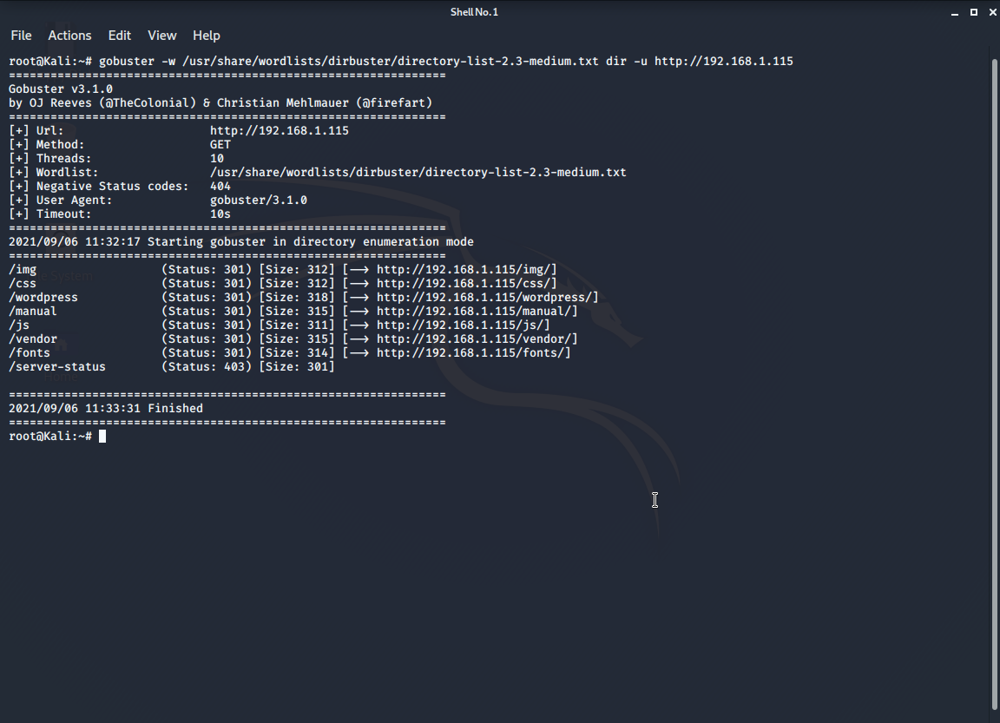 Shell No. 1
File Actions Edit View Help
root@Kali:~# gobuster -w /usr/share/wordlists/dirbuster/directory-list-2.3-medium.txt dir -u http://192.168.1.115
===============================================================
Gobuster v3.1.0
by OJ Reeves (@TheColonial) & Christian Mehlmauer (@firefart)
===============================================================
[+] Url: http://192.168.1.115
[+] Method: GET
[+] Threads: 10
[+] Wordlist: /usr/share/wordlists/dirbuster/directory-list-2.3-medium.txt
[+] Negative Status codes: 404
[+] User Agent: gobuster/3.1.0
[+] Timeout: 10s
===============================================================
2021/09/06 11:32:17 Starting gobuster in directory enumeration mode
===============================================================
/img (Status: 301) [Size: 312] [--> http://192.168.1.115/img/]
/css (Status: 301) [Size: 312] [--> http://192.168.1.115/css/]
/wordpress (Status: 301) [Size: 318] [--> http://192.168.1.115/wordpress/]
/manual (Status: 301) [Size: 315] [--> http://192.168.1.115/manual/]
/js (Status: 301) [Size: 311] [--> http://192.168.1.115/js/]
/vendor (Status: 301) [Size: 315] [--> http://192.168.1.115/vendor/]
/fonts (Status: 301) [Size: 314] [--> http://192.168.1.115/fonts/]
/server-status (Status: 403) [Size: 301]
===============================================================
2021/09/06 11:33:31 Finished
===============================================================
root@Kali:~#
System
Home